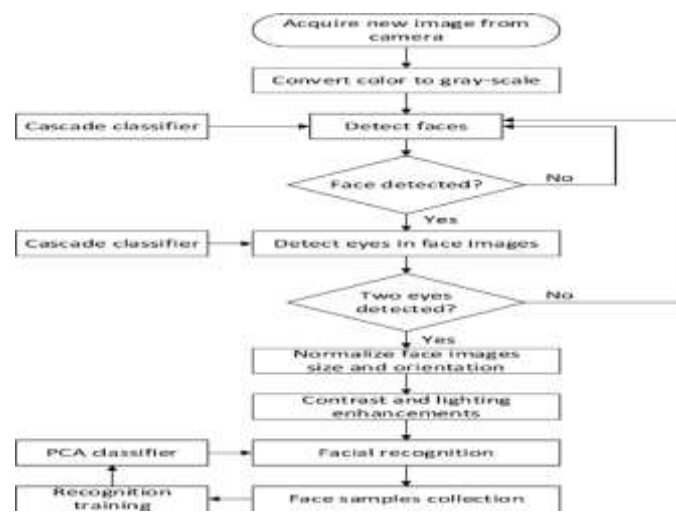 Acquire new image from
camera
Convert color to gray-scale
Cascade classifier
Detect faces
Face detected?
No
Yes
Cascade classifier
Detect eyes in face images
Two eyes
detected?
No
Yes
Normalize face images
size and orientation
Contrast and lighting
enhancements
PCA classifier
Facial recognition
Recognition
training
Face samples collection